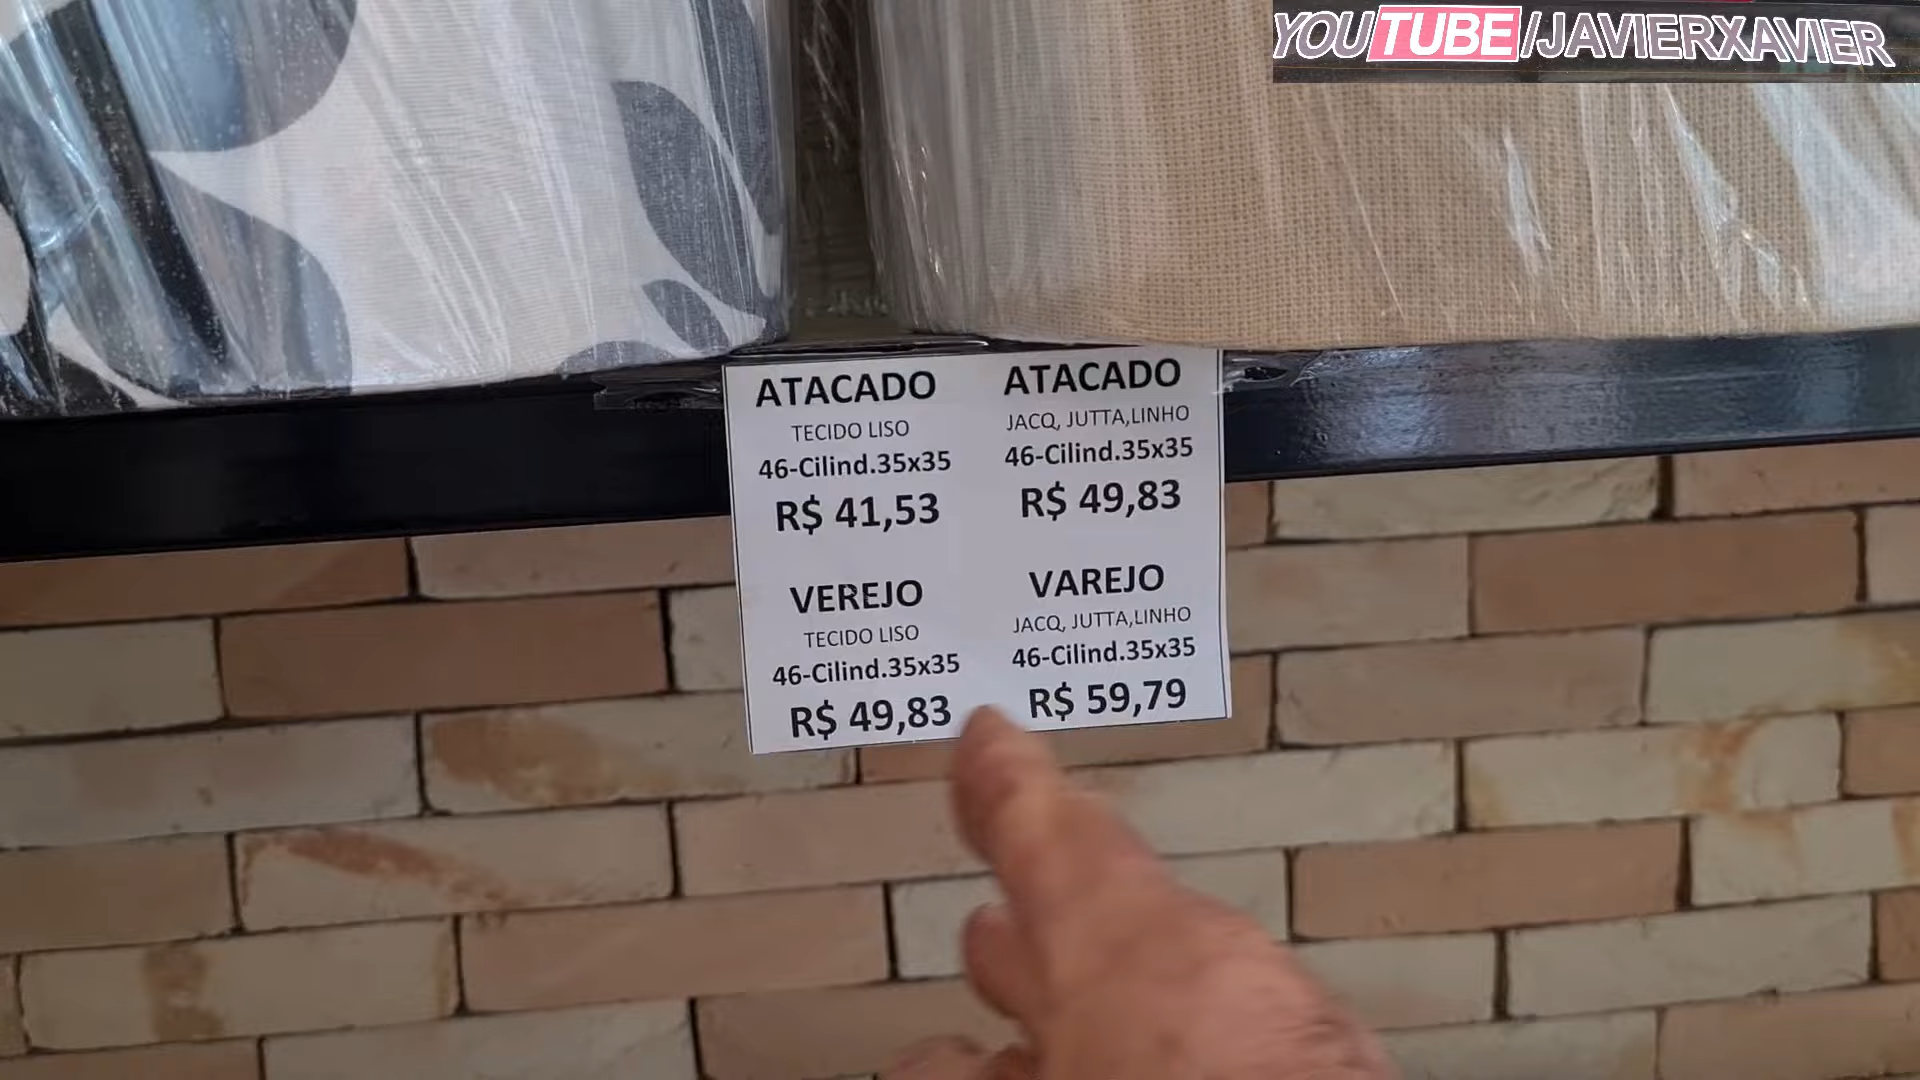 YOUTUBE/JAVIERXAVIER
ATACADO
TECIDO LISO
46-Cilind.35x35
R$ 41,53
ATACADO
JACQ, JUTTA,LINHO
46-Cilind.35x35
R$ 49,83
VEREJO
TECIDO LISO
46-Cilind.35x35
R$ 49,83
VAREJO
JACQ, JUTTA,LINHO
46-Cilind.35x35
R$ 59,79